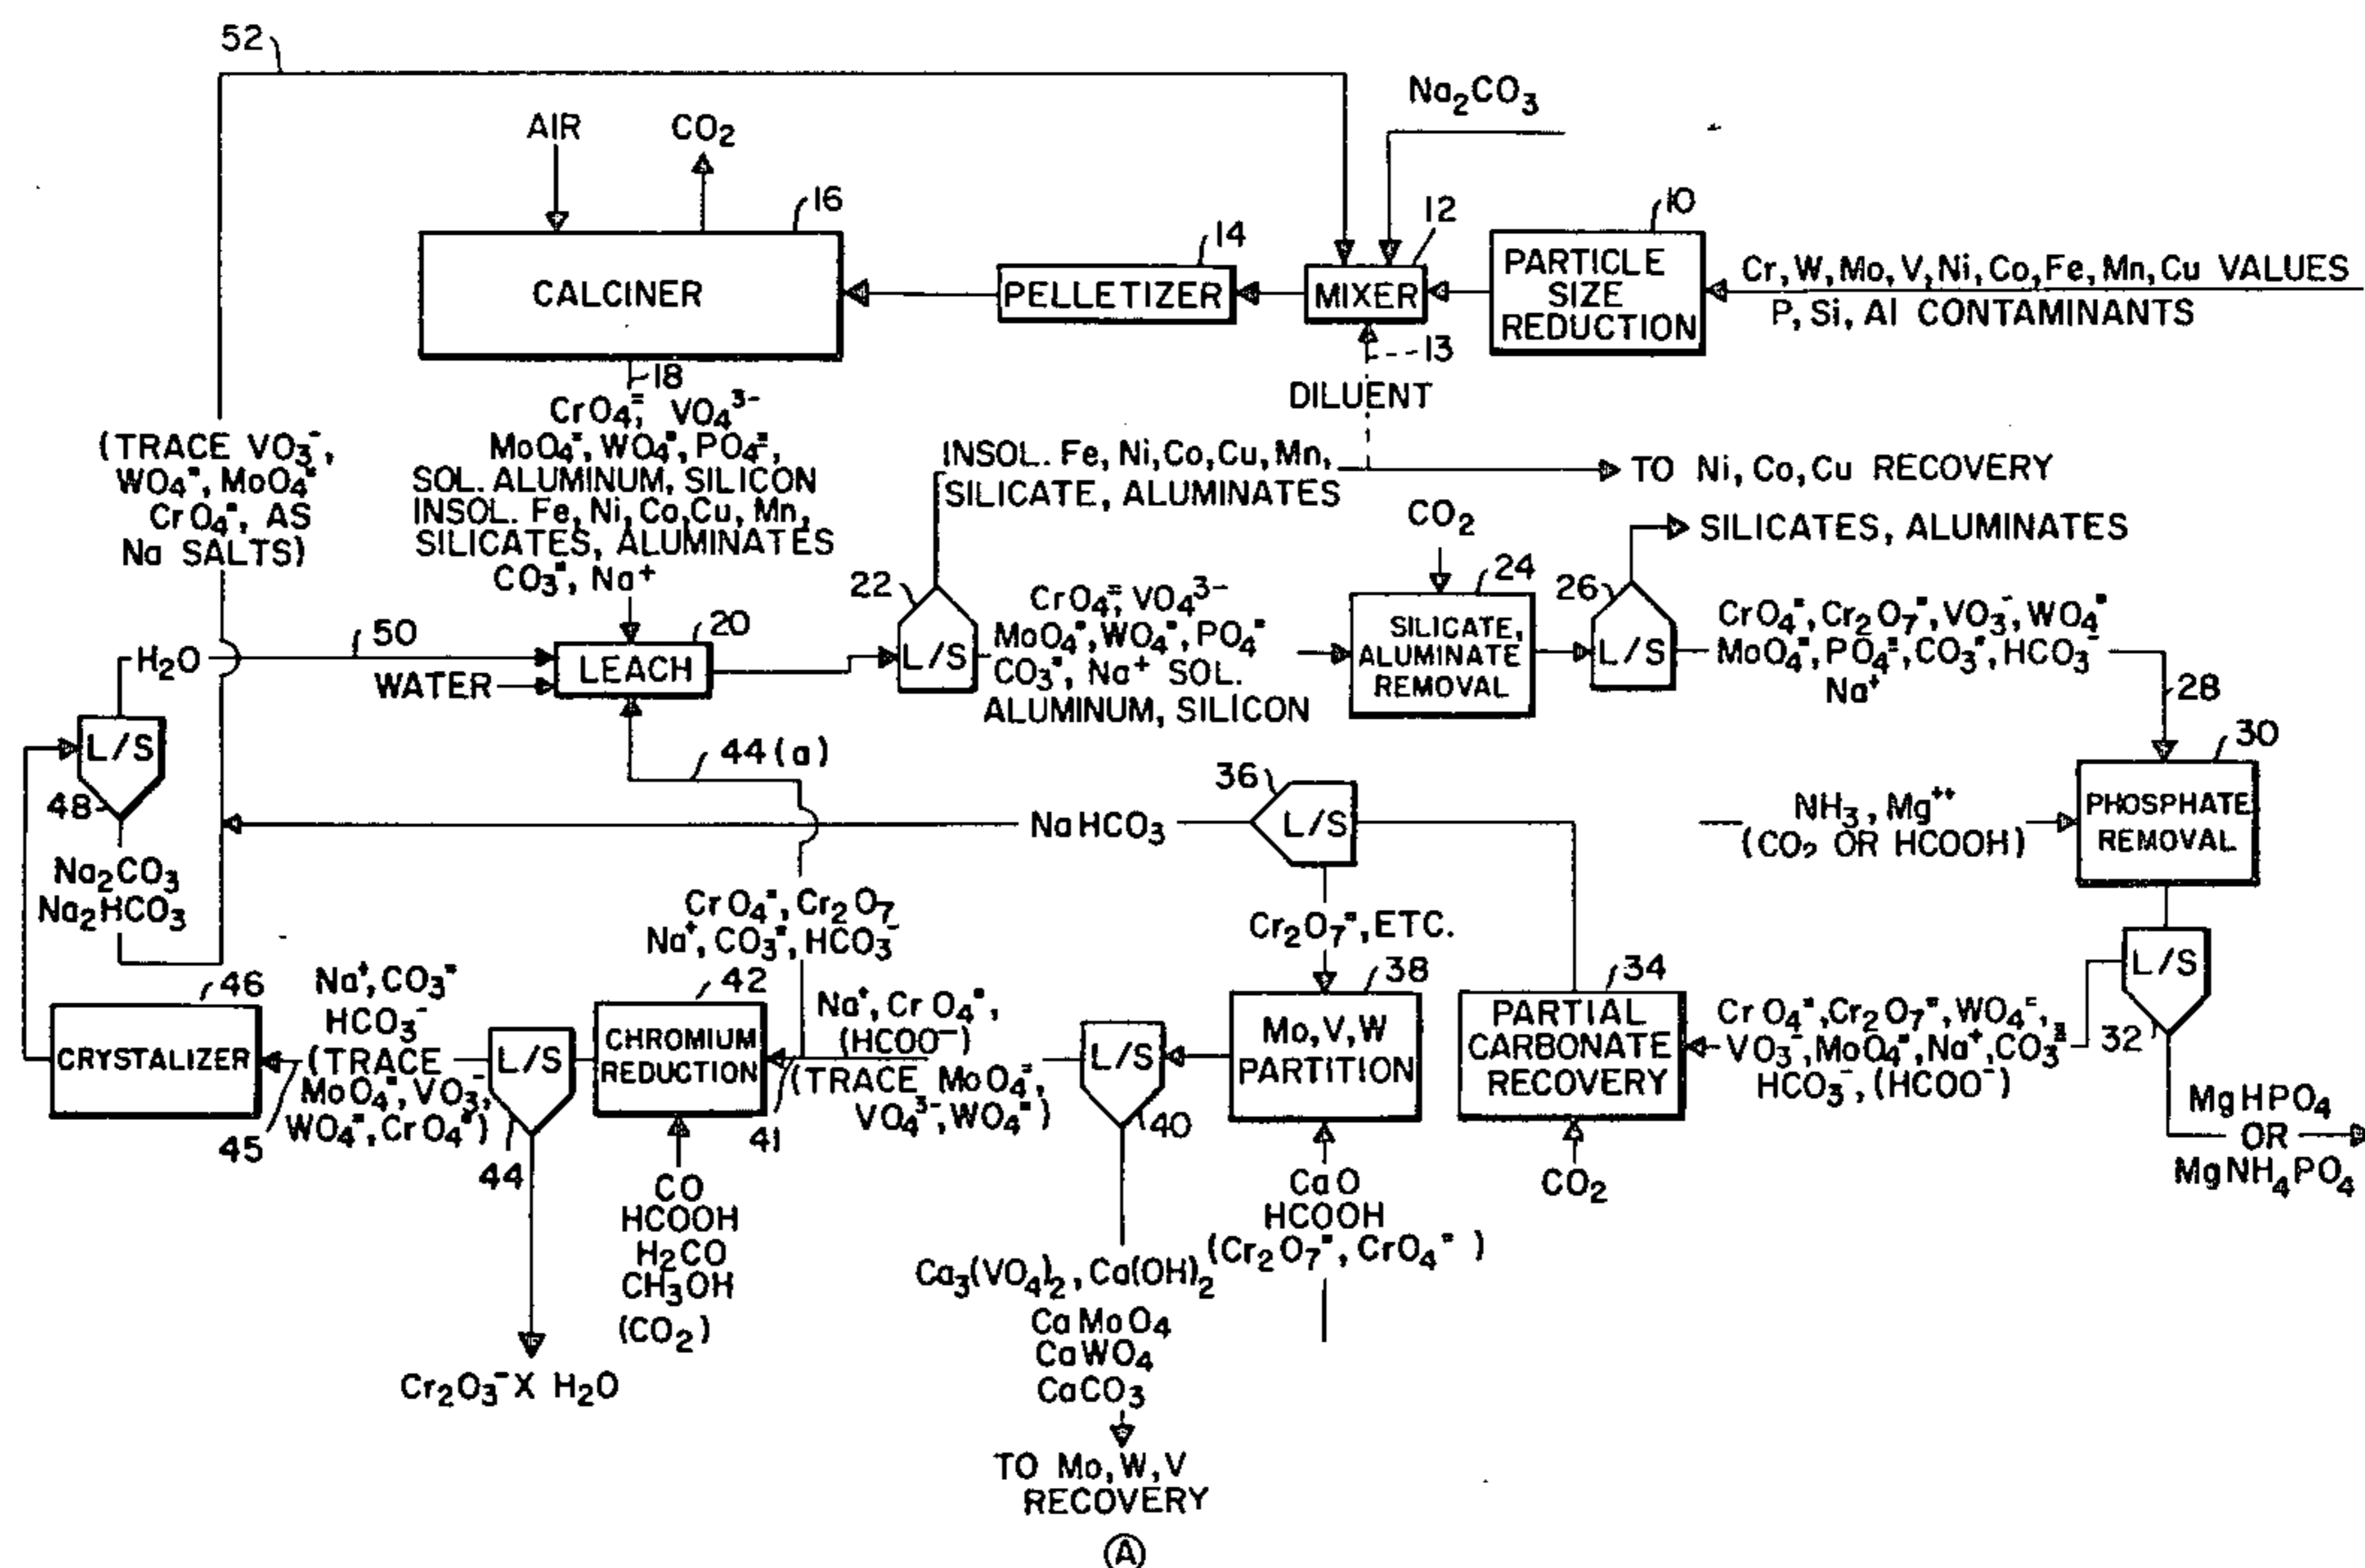 52
Na2CO3
AIR
CO2
16
14
12
10
CALCINER
PELLETIZER
MIXER
PARTICLE
SIZE
REDUCTION
Cr, W, Mo, V, Ni, Co, Fe, Mn, Cu VALUES
P, Si, Al CONTAMINANTS
13
DILUENT
18
CrO4=, VO4 3-
MoO4=, WO4=, PO4≡,
SOL. ALUMINUM, SILICON
INSOL. Fe, Ni, Co, Cu, Mn,
SILICATES, ALUMINATES
CO3=, Na+
(TRACE VO3-,
WO4=, MoO4=
CrO4=, AS
Na SALTS)
INSOL. Fe, Ni, Co, Cu, Mn,
SILICATE, ALUMINATES
TO Ni, Co, Cu RECOVERY
CO2
SILICATES, ALUMINATES
22
24
26
H2O
50
WATER
20
LEACH
L/S
CrO4=, VO4 3-
MoO4=, WO4=, PO4≡
CO3=, Na+ SOL.
ALUMINUM, SILICON
SILICATE,
ALUMINATE
REMOVAL
L/S
CrO4=, Cr2O7=, VO3-, WO4=
MoO4=, PO4≡, CO3=, HCO3-
Na+
28
L/S
48
44(a)
36
L/S
NaHCO3
30
NH3, Mg++
(CO2 OR HCOOH)
PHOSPHATE
REMOVAL
Na2CO3
Na2HCO3
CrO4=, Cr2O7
Na+, CO3=, HCO3-
Cr2O7=, ETC.
46
CRYSTALIZER
Na+, CO3=
HCO3-
(TRACE
MoO4=, VO3-,
WO4=, CrO4=)
45
L/S
44
42
CHROMIUM
REDUCTION
Na+, CrO4=,
(HCOO-)
(TRACE MoO4=,
VO4 3-, WO4=)
41
L/S
40
38
Mo, V, W
PARTITION
34
PARTIAL
CARBONATE
RECOVERY
CrO4=, Cr2O7=, WO4=,
VO3-, MoO4=, Na+, CO3=
HCO3-, (HCOO-)
L/S
32
MgHPO4
OR
MgNH4PO4
CO
HCOOH
H2CO
CH3OH
(CO2)
CaO
HCOOH
(Cr2O7=, CrO4=)
CO2
Cr2O3-X H2O
Ca3(VO4)2, Ca(OH)2
CaMoO4
CaWO4
CaCO3
TO Mo, W, V
RECOVERY
A